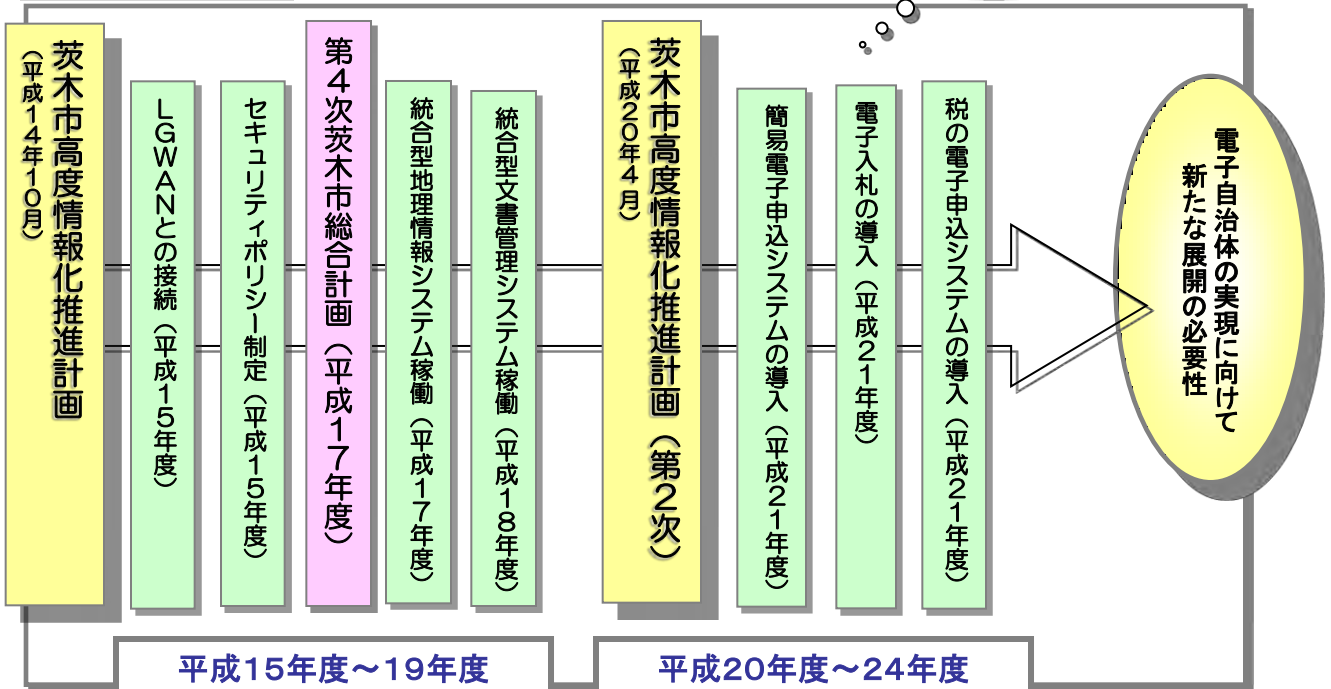 茨木市高度情報化推進計画
（平成14年10月）
LGWANとの接続（平成15年度）
セキュリティポリシー制定（平成15年度）
第4次茨木市総合計画（平成17年度）
統合型地理情報システム稼働（平成17年度）
統合型文書管理システム稼働（平成18年度）
茨木市高度情報化推進計画（第2次）
（平成20年4月）
簡易電子申込システムの導入（平成21年度）
電子入札の導入（平成21年度）
税の電子申込システムの導入（平成21年度）
電子自治体の実現に向けて
新たな展開の必要性
平成15年度～19年度
平成20年度～24年度